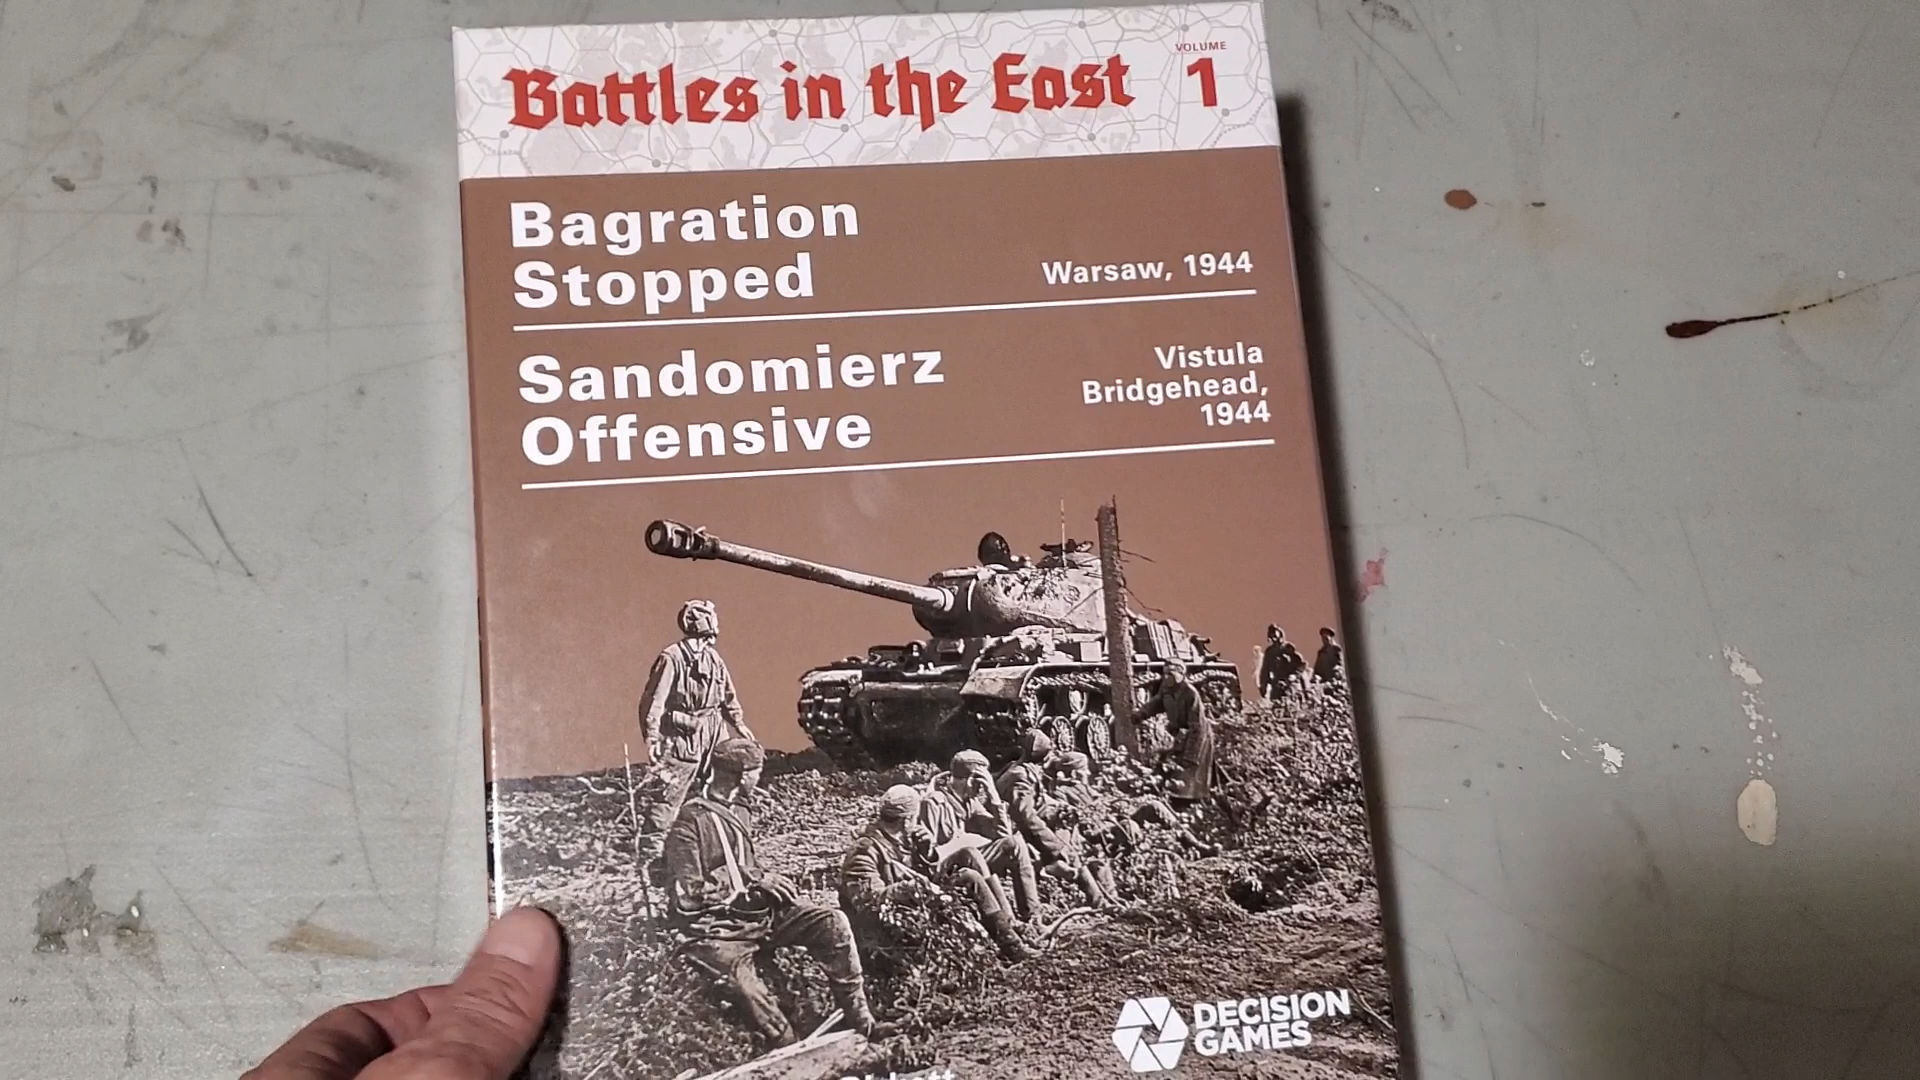 Battles in the East
VOLUME
1
Bagration
Stopped
Warsaw, 1944
Sandomierz
Offensive
Vistula
Bridgehead,
1944
DECISION
GAMES